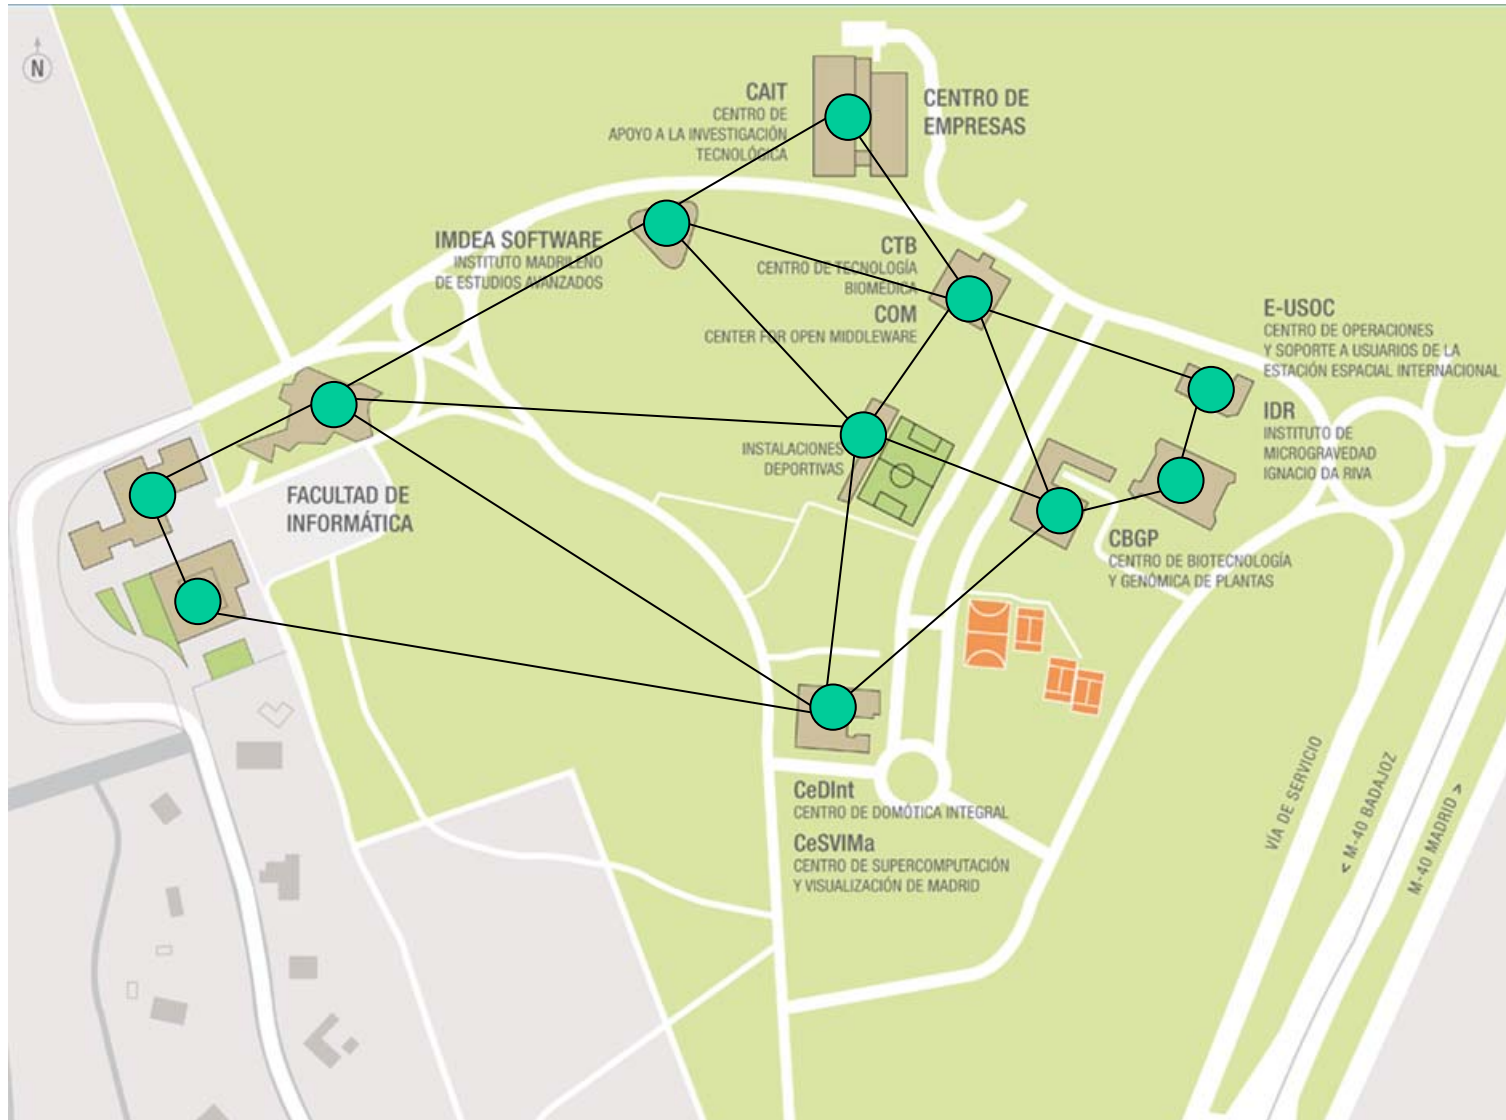 N
CAIT
CENTRO DE
APOYO A LA INVESTIGACIÓN
TECNOLÓGICA
CENTRO DE
EMPRESAS
IMDEA SOFTWARE
INSTITUTO MADRILEÑO
DE ESTUDIOS AVANZADOS
CTB
CENTRO DE TECNOLOGÍA
BIOMÉDICA
COM
CENTER FOR OPEN MIDDLEWARE
E-USOC
CENTRO DE OPERACIONES
Y SOPORTE A USUARIOS DE LA
ESTACIÓN ESPACIAL INTERNACIONAL
IDR
INSTITUTO DE
MICROGRAVEDAD
IGNACIO DA RIVA
INSTALACIONES
DEPORTIVAS
FACULTAD DE
INFORMÁTICA
CBGP
CENTRO DE BIOTECNOLOGÍA
Y GENÓMICA DE PLANTAS
CeDInt
CENTRO DE DOMÓTICA INTEGRAL
CeSVIMa
CENTRO DE SUPERCOMPUTACIÓN
Y VISUALIZACIÓN DE MADRID
VÍA DE SERVICIO
< M-40 BADAJOZ
M-40 MADRID >